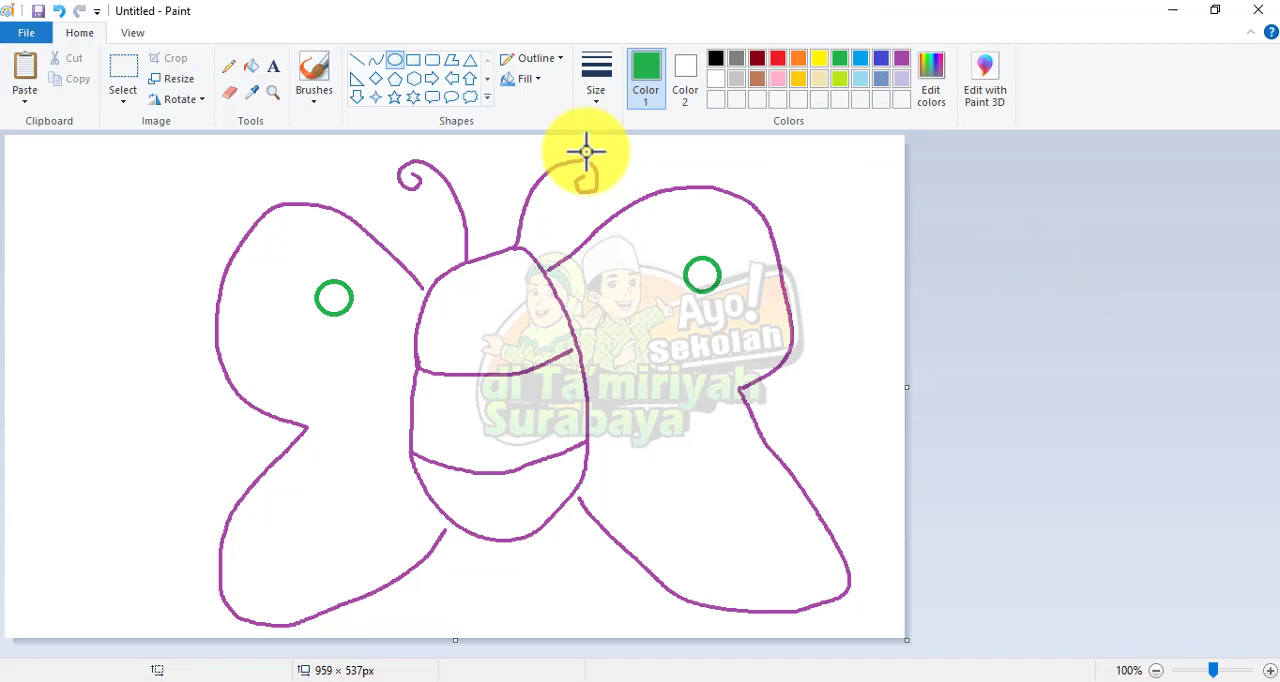 Untitled - Paint
File
Home
View
Paste
Cut
Copy
Clipboard
Select
Crop
Resize
Rotate
Image
Tools
Brushes
Shapes
Outline
Fill
Size
Color
1
Color
2
Edit
colors
Colors
Edit with
Paint 3D
Ayo!
Sekolah
di Ta'miriyah
Surabaya
959 × 537px
100%